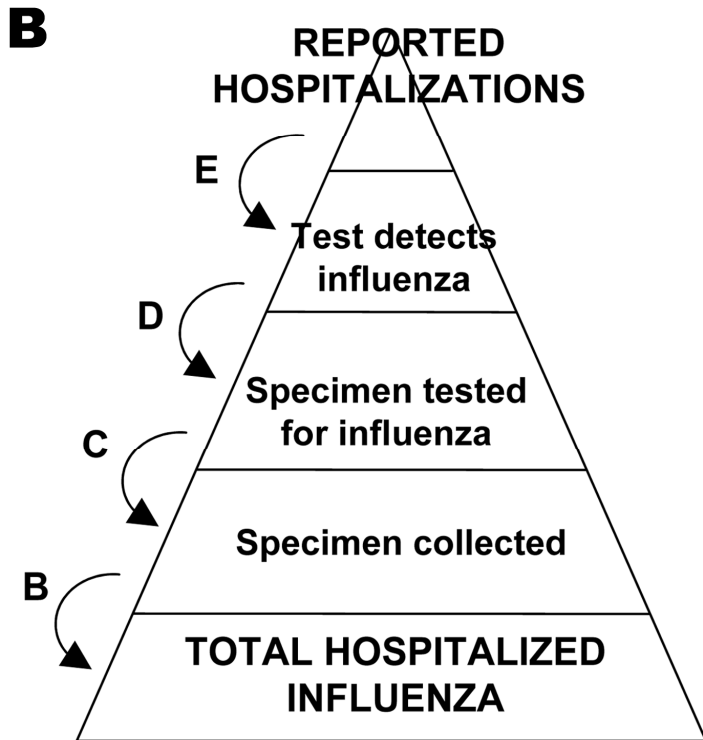 B
REPORTED
HOSPITALIZATIONS
E
Test detects
influenza
D
Specimen tested
for influenza
C
Specimen collected
B
TOTAL HOSPITALIZED
INFLUENZA